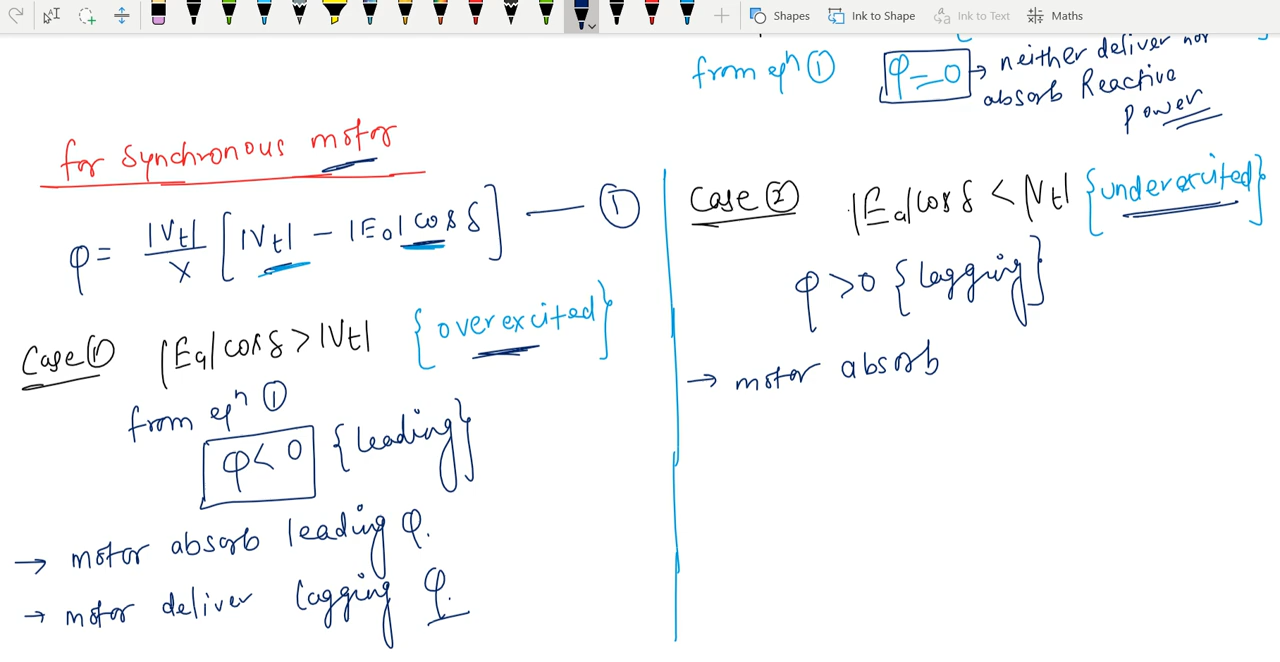 Shapes Ink to Shape Ink to Text Maths
for synchronous motor
φ = |Vt|/X [|Vt| - |E0| cos δ] — ①
Case ① |Ea| cos δ > |Vt| {overexcited}
from eqn ①
φ < 0 {leading}
→ motor absorb leading φ.
→ motor deliver lagging φ.
from eqn ① φ = 0 → neither deliver nor
absorb Reactive
Power
Case ② |Ea| cos δ < |Vt| {underexcited}
φ > 0 {lagging}
→ motor absorb